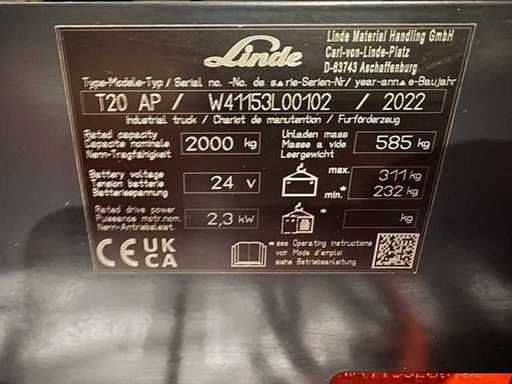 Linde
Linde Material Handling GmbH
Carl-von-Linde-Platz
D-63743 Aschaffenburg
Type-Modele-Typ / Serial no. -No. de série-Serien-Nr/ year-année-Baujahr
T20 AP / W41153L00102 / 2022
Industrial truck / Chariot de manutention / Furförderzeug
Rated capacity
Capacite nominale
Nenn-Tragfähigkeit
2000 kg
Unladen mass
Masse a vide
Leergewicht
585 kg
Battery voltage
Tension batterie
Batteriespannung
24 v
max. 311 kg
min.* 232 kg
Rated drive power
Puissance motr.nom.
Nenn-Antriebsleist.
2,3 kW
* kg
CE UK
CA
*see Operating instructions
voir Mode d'emploi
siehe Betriebsanleitung